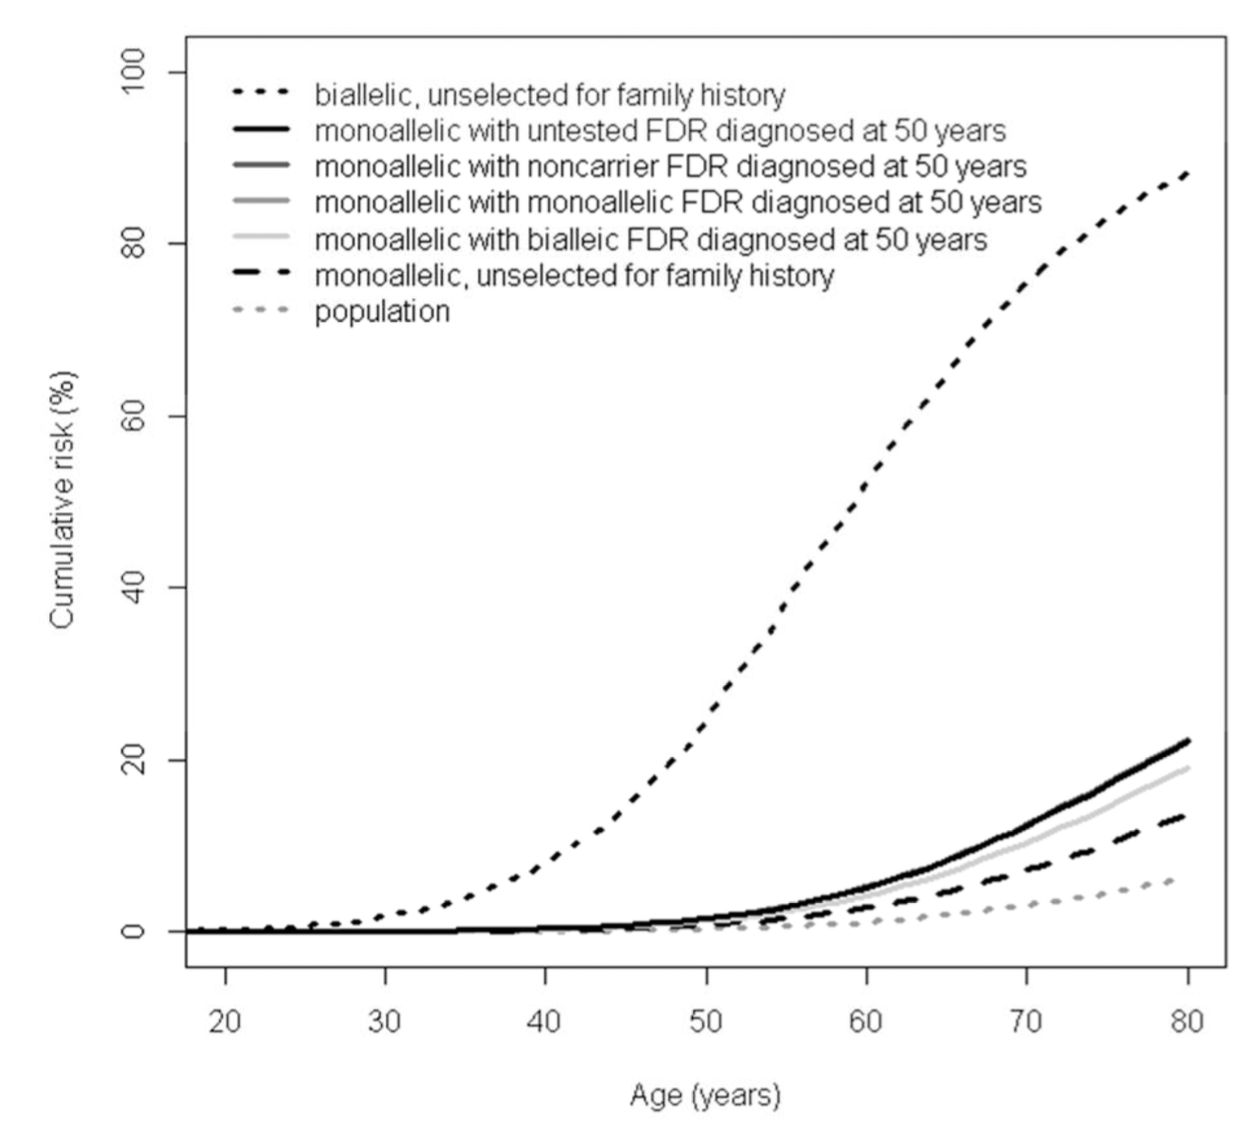 100
80
60
40
20
0
Cumulative risk (%)
biallelic, unselected for family history
monoallelic with untested FDR diagnosed at 50 years
monoallelic with noncarrier FDR diagnosed at 50 years
monoallelic with monoallelic FDR diagnosed at 50 years
monoallelic with bialleic FDR diagnosed at 50 years
monoallelic, unselected for family history
population
20 30 40 50 60 70 80
Age (years)